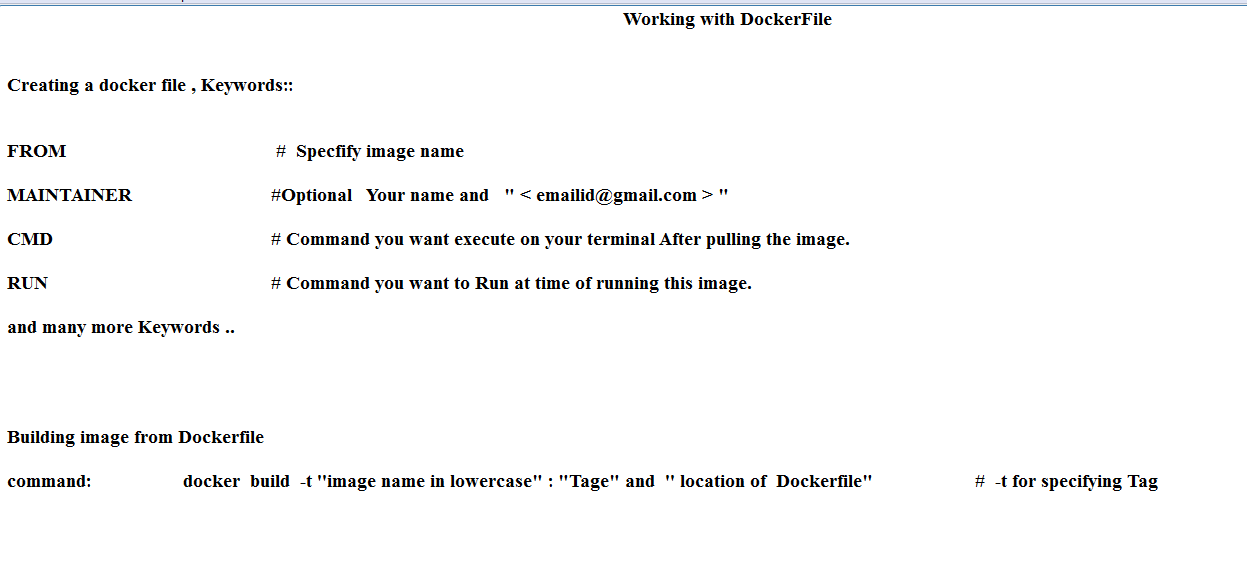 Working with DockerFile
Creating a docker file , Keywords::
FROM # Specfify image name
MAINTAINER #Optional Your name and " < emailid@gmail.com > "
CMD # Command you want execute on your terminal After pulling the image.
RUN # Command you want to Run at time of running this image.
and many more Keywords ..
Building image from Dockerfile
command: docker build -t "image name in lowercase" : "Tage" and " location of Dockerfile" # -t for specifying Tag